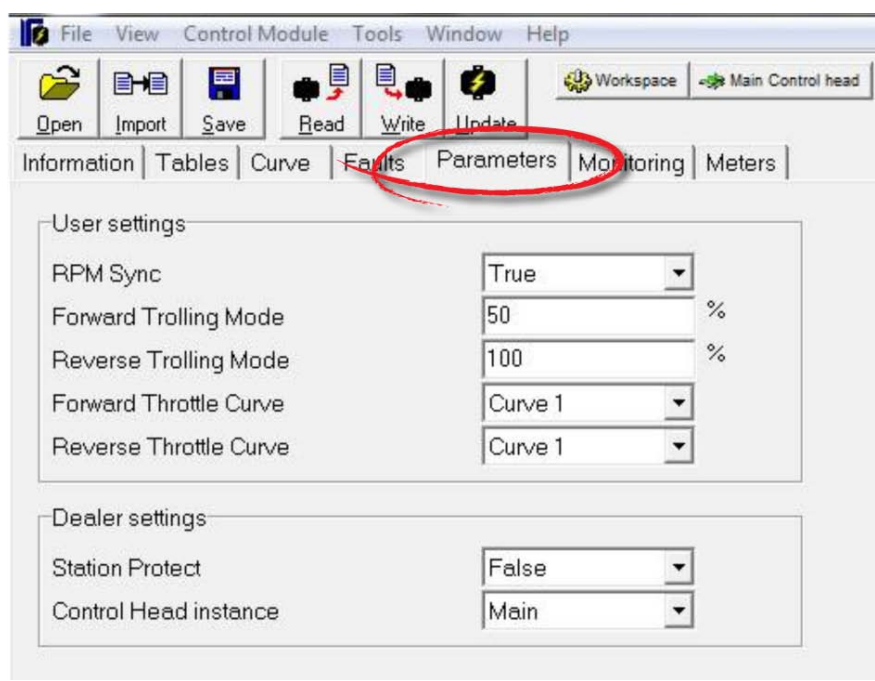 File View Control Module Tools Window Help
Workspace Main Control head
Open Import Save Read Write Update
Information Tables Curve Faults Parameters Monitoring Meters
User settings
RPM Sync True
Forward Trolling Mode 50 %
Reverse Trolling Mode 100 %
Forward Throttle Curve Curve 1
Reverse Throttle Curve Curve 1
Dealer settings
Station Protect False
Control Head instance Main